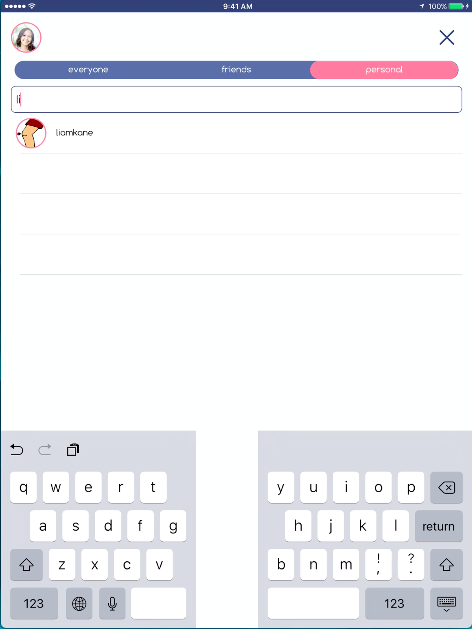 9:41 AM 100%
everyone friends personal
li
liamkane
q w e r t y u i o p
a s d f g h j k l return
z x c v b n m ! , ? .
123 123